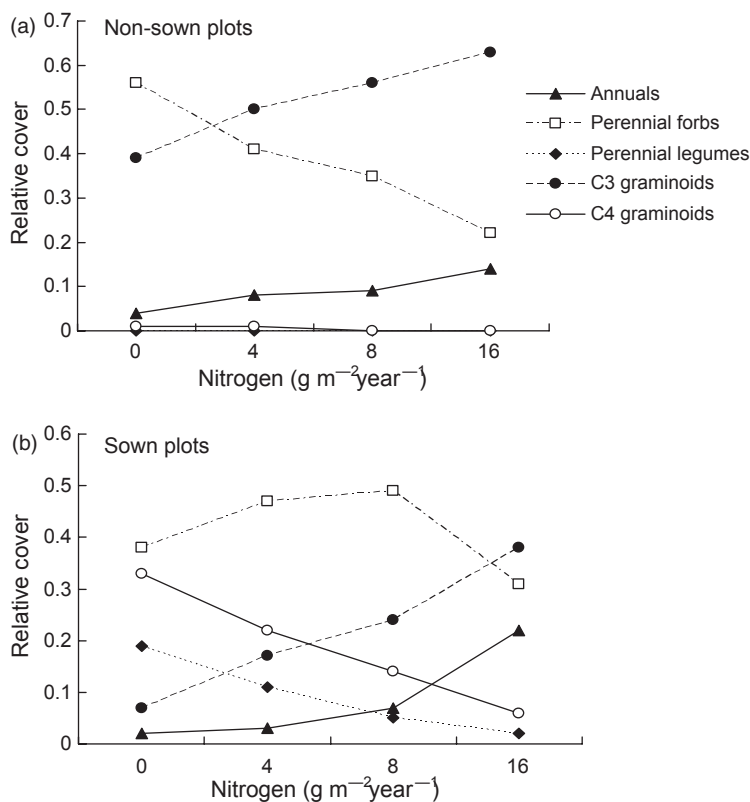 (a)
Non-sown plots
0.7
0.6
0.5
0.4
0.3
0.2
0.1
0
Relative cover
0 4 8 16
Nitrogen (g m—2year—1)
Annuals
Perennial forbs
Perennial legumes
C3 graminoids
C4 graminoids
(b)
Sown plots
0.6
0.5
0.4
0.3
0.2
0.1
0
Relative cover
0 4 8 16
Nitrogen (g m—2year—1)